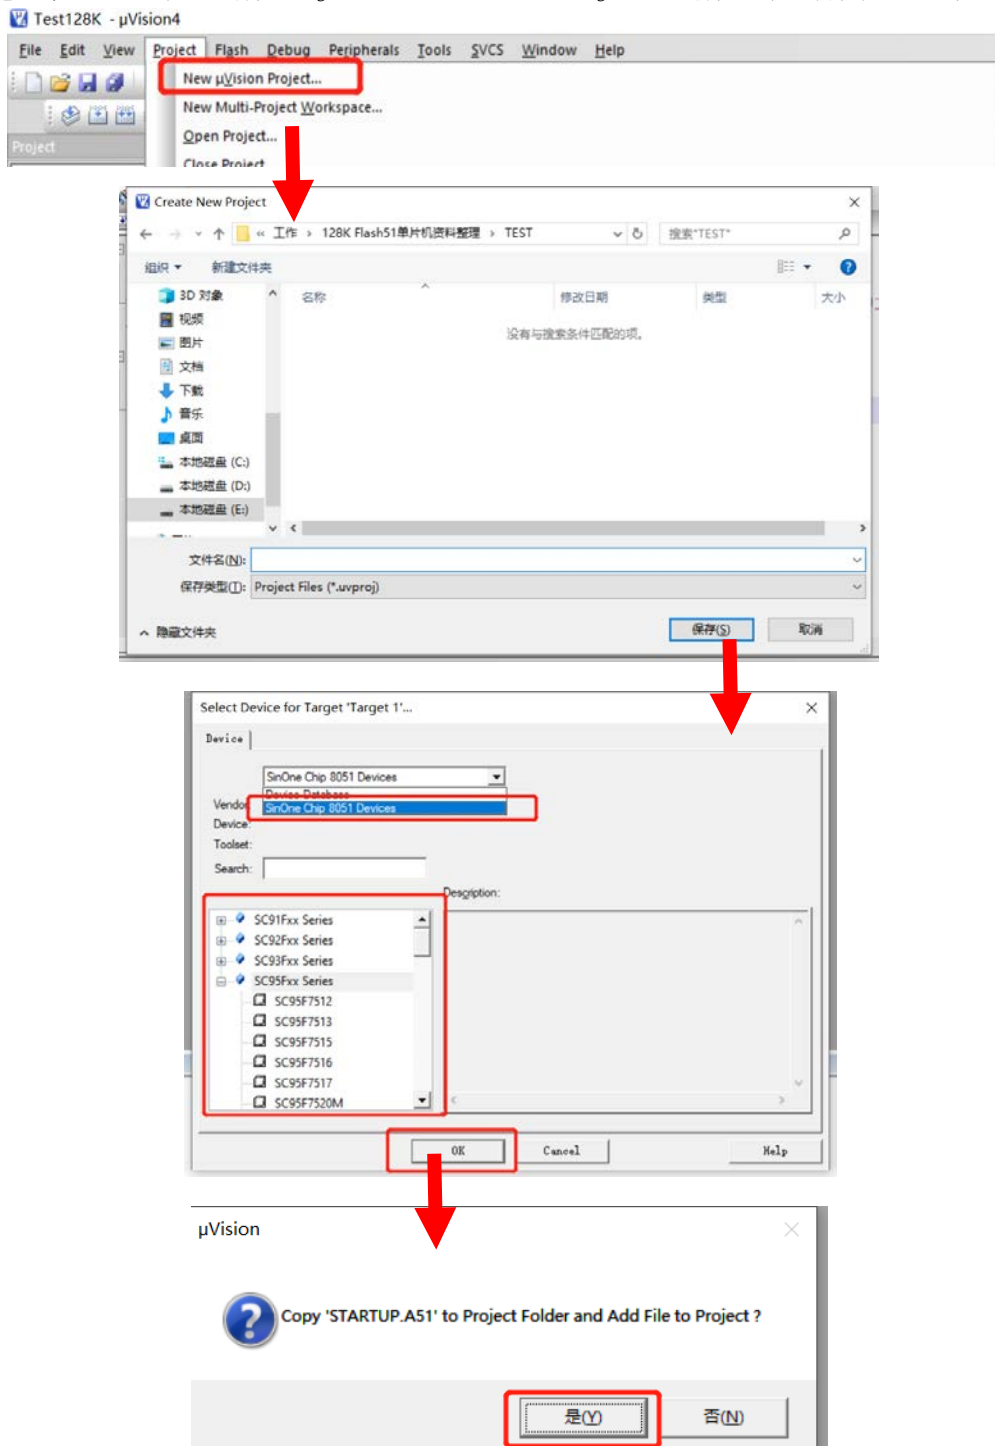 Test128K - µVision4
File Edit View Project Flash Debug Peripherals Tools SVCS Window Help
New µVision Project...
New Multi-Project Workspace...
Open Project...
Project
Close Project
Create New Project
« 工作 › 128K Flash51单片机资料整理 › TEST
搜索"TEST"
组织 新建文件夹
3D 对象
名称 修改日期 类型 大小
视频
没有与搜索条件匹配的项。
图片
文档
下载
音乐
桌面
本地磁盘 (C:)
本地磁盘 (D:)
本地磁盘 (E:)
文件名(N):
保存类型(T): Project Files (*.uvproj)
隐藏文件夹
保存(S) 取消
Select Device for Target 'Target 1'...
Device
SinOne Chip 8051 Devices
Device Database
Vendor
SinOne Chip 8051 Devices
Device:
Toolset:
Search:
Description:
SC91Fxx Series
SC92Fxx Series
SC93Fxx Series
SC95Fxx Series
SC95F7512
SC95F7513
SC95F7515
SC95F7516
SC95F7517
SC95F7520M
OK Cancel Help
µVision
Copy 'STARTUP.A51' to Project Folder and Add File to Project ?
是(Y) 否(N)